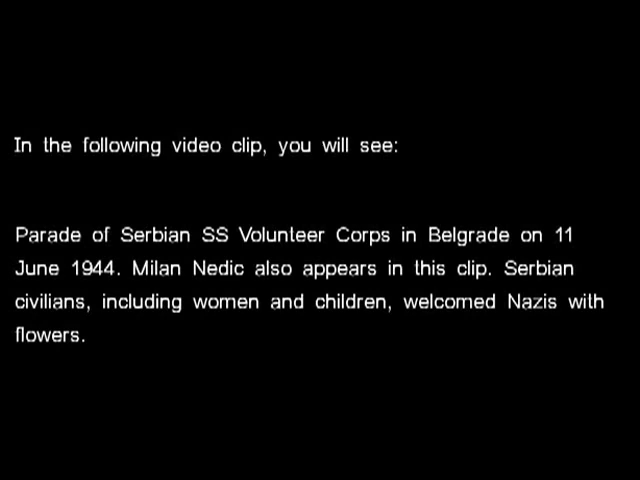 In the following video clip, you will see:
Parade of Serbian SS Volunteer Corps in Belgrade on 11
June 1944. Milan Nedic also appears in this clip. Serbian
civilians, including women and children, welcomed Nazis with
flowers.